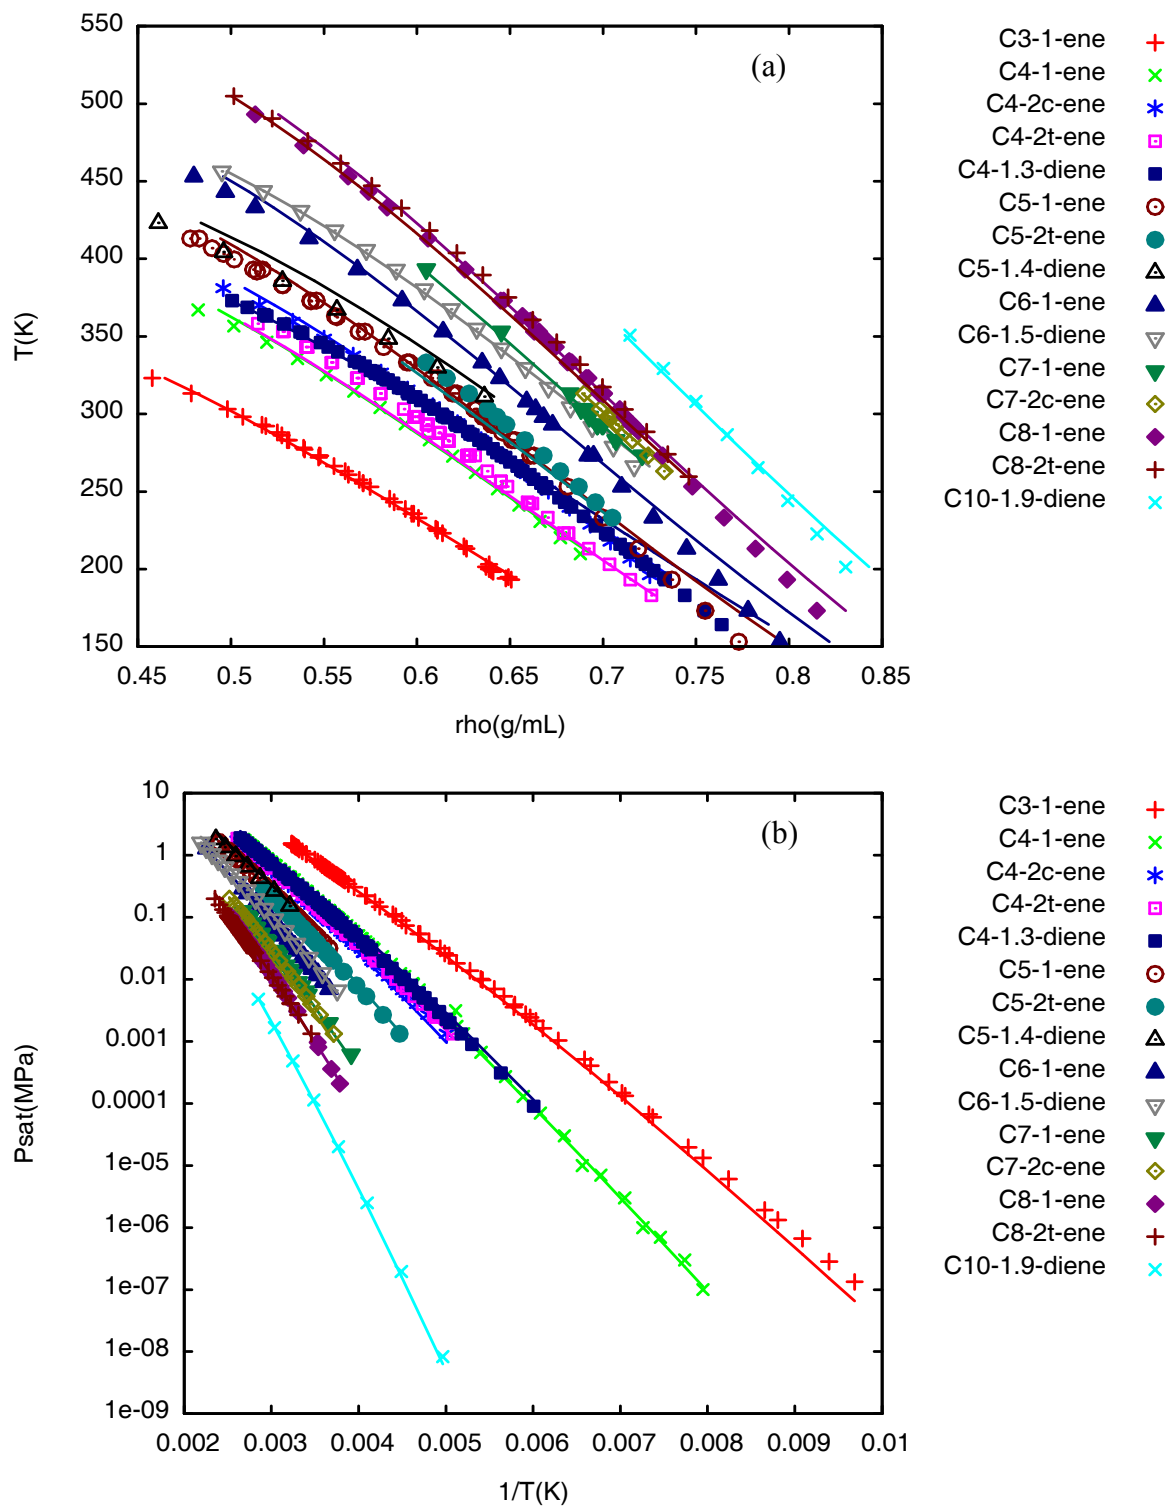 (a)
550
500
450
400
350
300
250
200
150
T(K)
0.45 0.5 0.55 0.6 0.65 0.7 0.75 0.8 0.85
rho(g/mL)
C3-1-ene
C4-1-ene
C4-2c-ene
C4-2t-ene
C4-1.3-diene
C5-1-ene
C5-2t-ene
C5-1.4-diene
C6-1-ene
C6-1.5-diene
C7-1-ene
C7-2c-ene
C8-1-ene
C8-2t-ene
C10-1.9-diene
(b)
10
1
0.1
0.01
0.001
0.0001
1e-05
1e-06
1e-07
1e-08
1e-09
Psat(MPa)
0.002 0.003 0.004 0.005 0.006 0.007 0.008 0.009 0.01
1/T(K)
C3-1-ene
C4-1-ene
C4-2c-ene
C4-2t-ene
C4-1.3-diene
C5-1-ene
C5-2t-ene
C5-1.4-diene
C6-1-ene
C6-1.5-diene
C7-1-ene
C7-2c-ene
C8-1-ene
C8-2t-ene
C10-1.9-diene